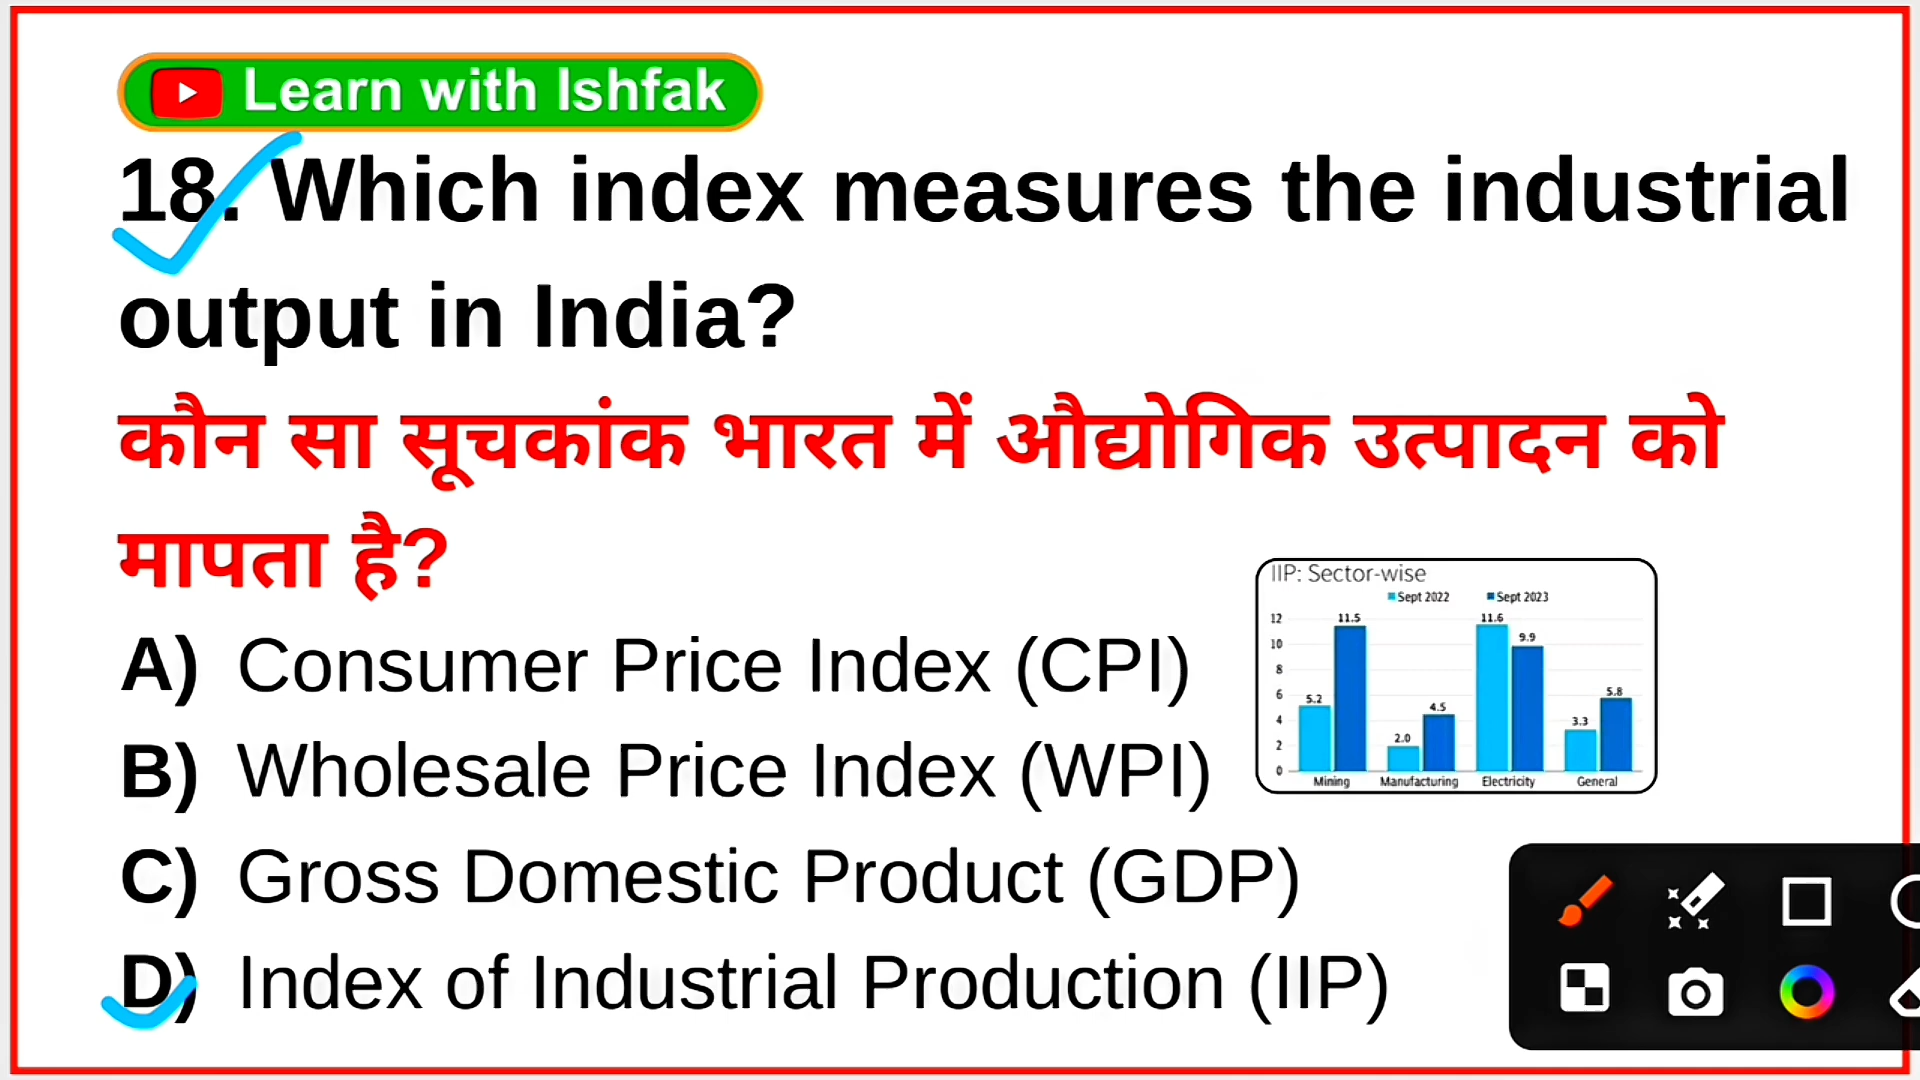 Learn with Ishfak
18. Which index measures the industrial
output in India?
कौन सा सूचकांक भारत में औद्योगिक उत्पादन को
मापता है?
A) Consumer Price Index (CPI)
B) Wholesale Price Index (WPI)
C) Gross Domestic Product (GDP)
D) Index of Industrial Production (IIP)
IIP: Sector-wise
Sept 2022 Sept 2023
12
10
8
6
4
2
0
5.2 11.5 2.0 4.5 11.6 9.9 3.3 5.8
Mining Manufacturing Electricity General